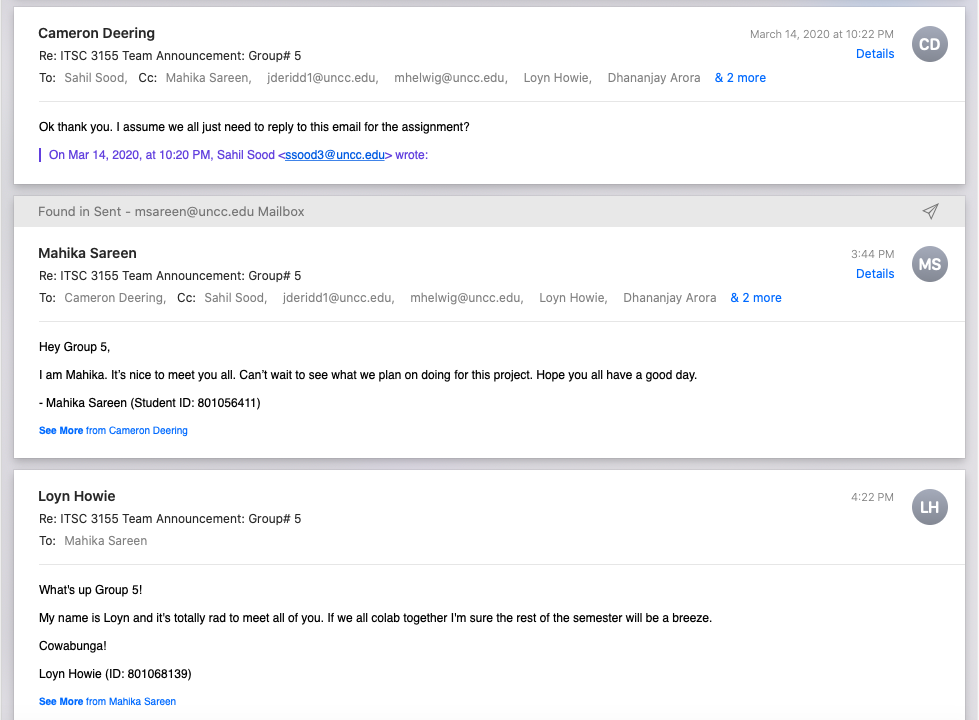 Cameron Deering
March 14, 2020 at 10:22 PM
CD
Re: ITSC 3155 Team Announcement: Group# 5
Details
To: Sahil Sood, Cc: Mahika Sareen, jderidd1@uncc.edu, mhelwig@uncc.edu, Loyn Howie, Dhananjay Arora & 2 more
Ok thank you. I assume we all just need to reply to this email for the assignment?
On Mar 14, 2020, at 10:20 PM, Sahil Sood <ssood3@uncc.edu> wrote:
Found in Sent - msareen@uncc.edu Mailbox
Mahika Sareen
3:44 PM
MS
Re: ITSC 3155 Team Announcement: Group# 5
Details
To: Cameron Deering, Cc: Sahil Sood, jderidd1@uncc.edu, mhelwig@uncc.edu, Loyn Howie, Dhananjay Arora & 2 more
Hey Group 5,
I am Mahika. It's nice to meet you all. Can't wait to see what we plan on doing for this project. Hope you all have a good day.
- Mahika Sareen (Student ID: 801056411)
See More from Cameron Deering
Loyn Howie
4:22 PM
LH
Re: ITSC 3155 Team Announcement: Group# 5
To: Mahika Sareen
What's up Group 5!
My name is Loyn and it's totally rad to meet all of you. If we all colab together I'm sure the rest of the semester will be a breeze.
Cowabunga!
Loyn Howie (ID: 801068139)
See More from Mahika Sareen